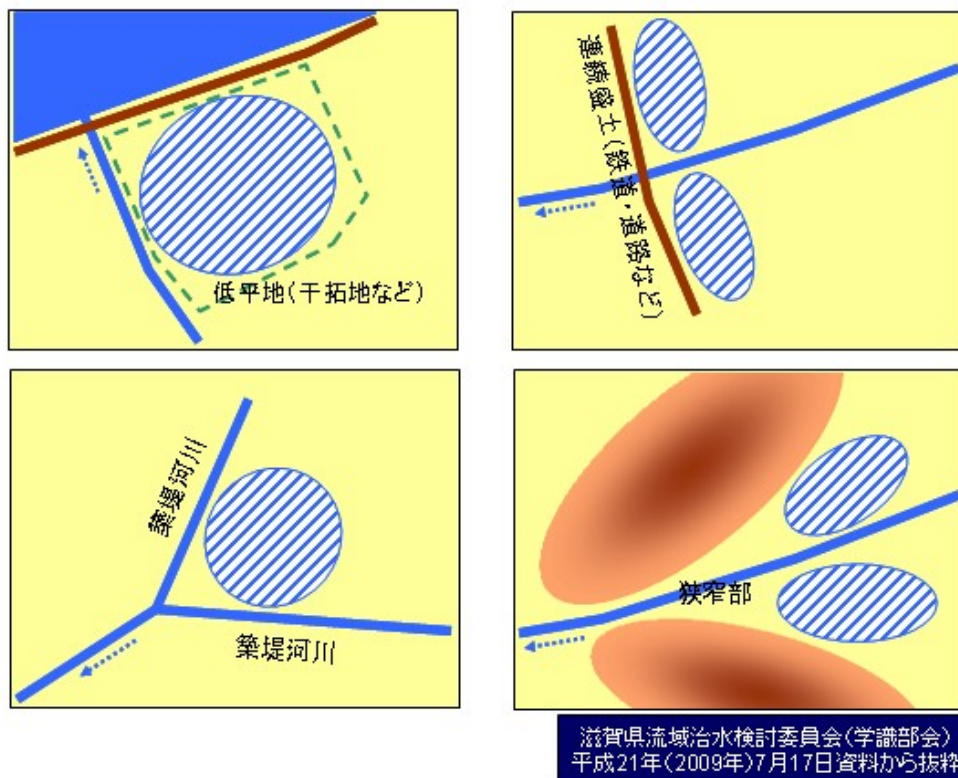 低平地(干拓地など)
連続盛土(鉄道・道路など)
築堤河川
築堤河川
狭窄部
滋賀県流域治水検討委員会(学識部会)
平成21年(2009年)7月17日資料から抜粋